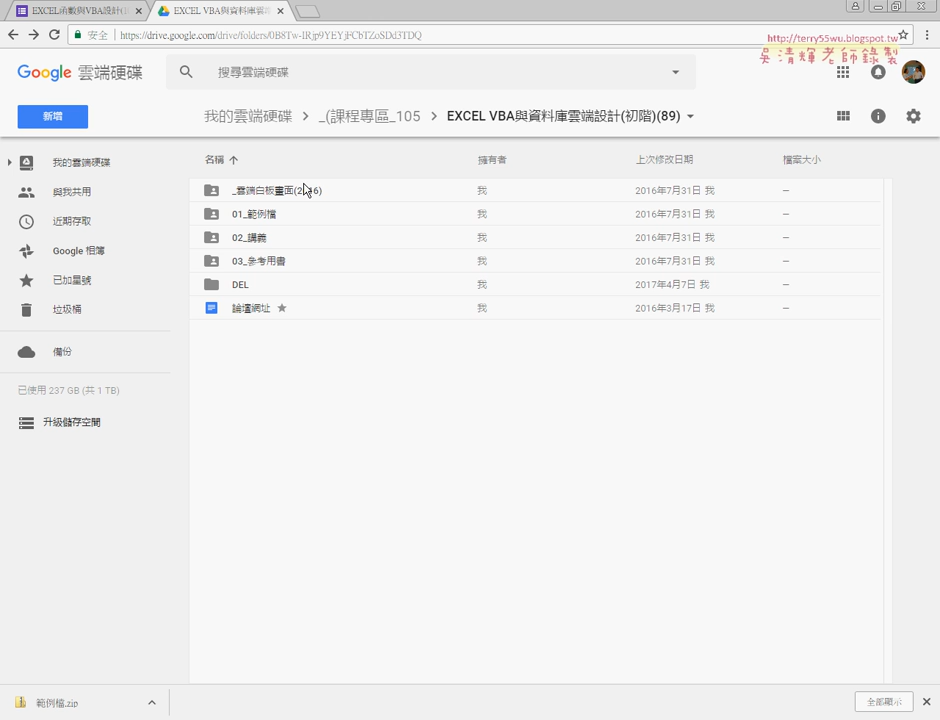 EXCEL函數與VBA設計(1
EXCEL VBA與資料庫雲端
安全 https://drive.google.com/drive/folders/0B8Tw-IRjp9YEYjFCbTZoSDd3TDQ
http://terry55wu.blogspot.tw
吳清輝老師錄製
Google 雲端硬碟
搜尋雲端硬碟
新增
我的雲端硬碟 > _(課程專區_105 > EXCEL VBA與資料庫雲端設計(初階)(89)
名稱 擁有者 上次修改日期 檔案大小
我的雲端硬碟
與我共用
近期存取
Google 相簿
已加星號
垃圾桶
備份
已使用 237 GB (共 1 TB)
升級儲存空間
_雲端白板畫面(2016) 我 2016年7月31日 我 –
01_範例檔 我 2016年7月31日 我 –
02_講義 我 2016年7月31日 我 –
03_參考用書 我 2016年7月31日 我 –
DEL 我 2017年4月7日 我 –
論壇網址 我 2016年3月17日 我 –
範例檔.zip
全部顯示